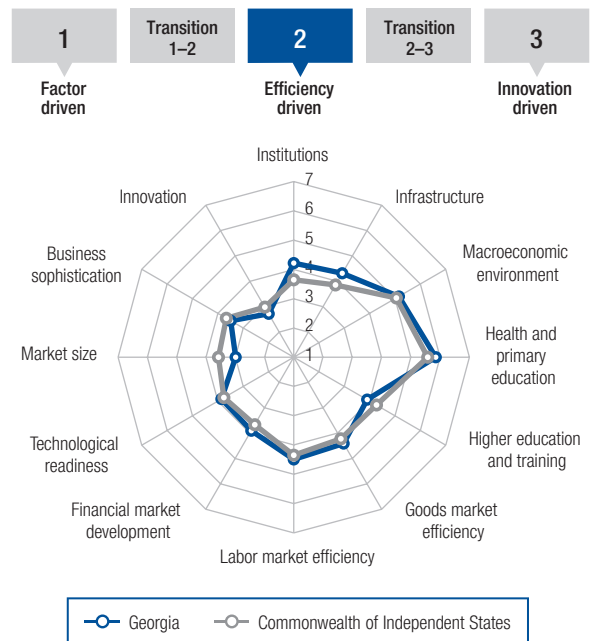 1
Transition
1–2
2
Transition
2–3
3
Factor
driven
Efficiency
driven
Innovation
driven
Institutions
Infrastructure
Macroeconomic
environment
Health and
primary
education
Higher education
and training
Goods market
efficiency
Labor market efficiency
Financial market
development
Technological
readiness
Market size
Business
sophistication
Innovation
7
6
5
4
3
2
1
Georgia
Commonwealth of Independent States